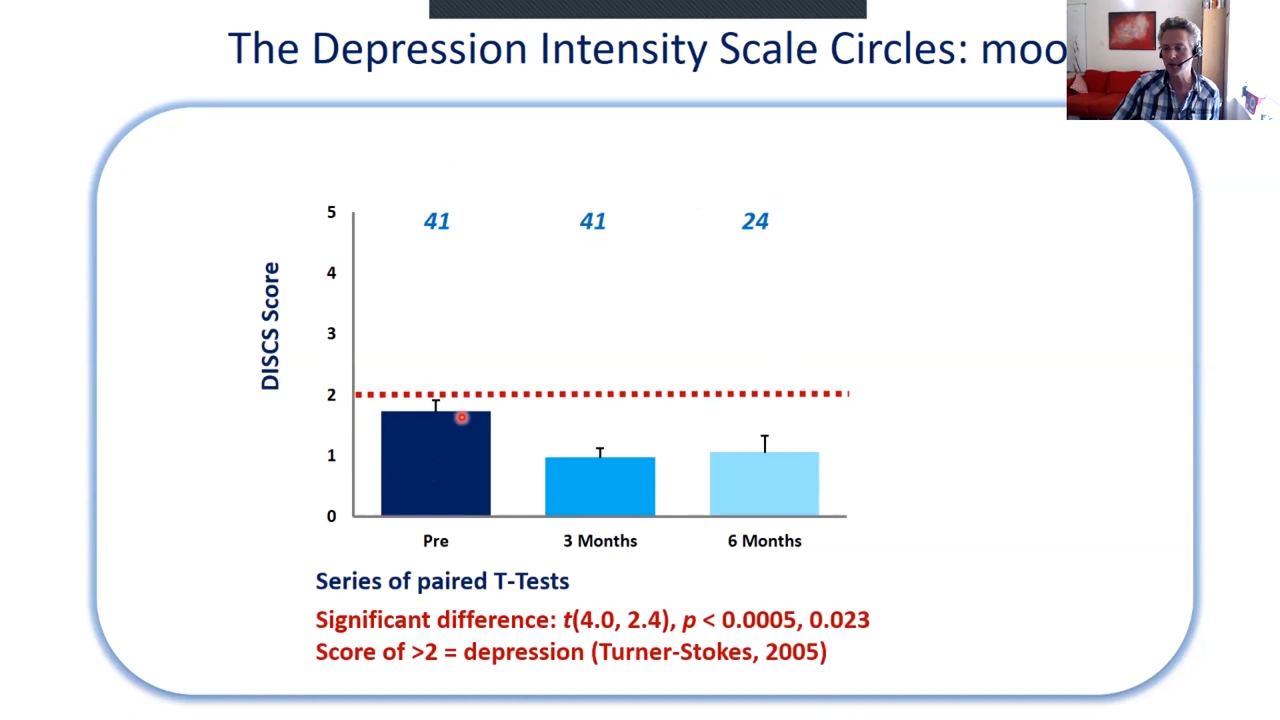 The Depression Intensity Scale Circles: moo
5
41
41
24
4
3
2
1
0
DISCS Score
Pre
3 Months
6 Months
Series of paired T-Tests
Significant difference: t(4.0, 2.4), p < 0.0005, 0.023
Score of >2 = depression (Turner-Stokes, 2005)